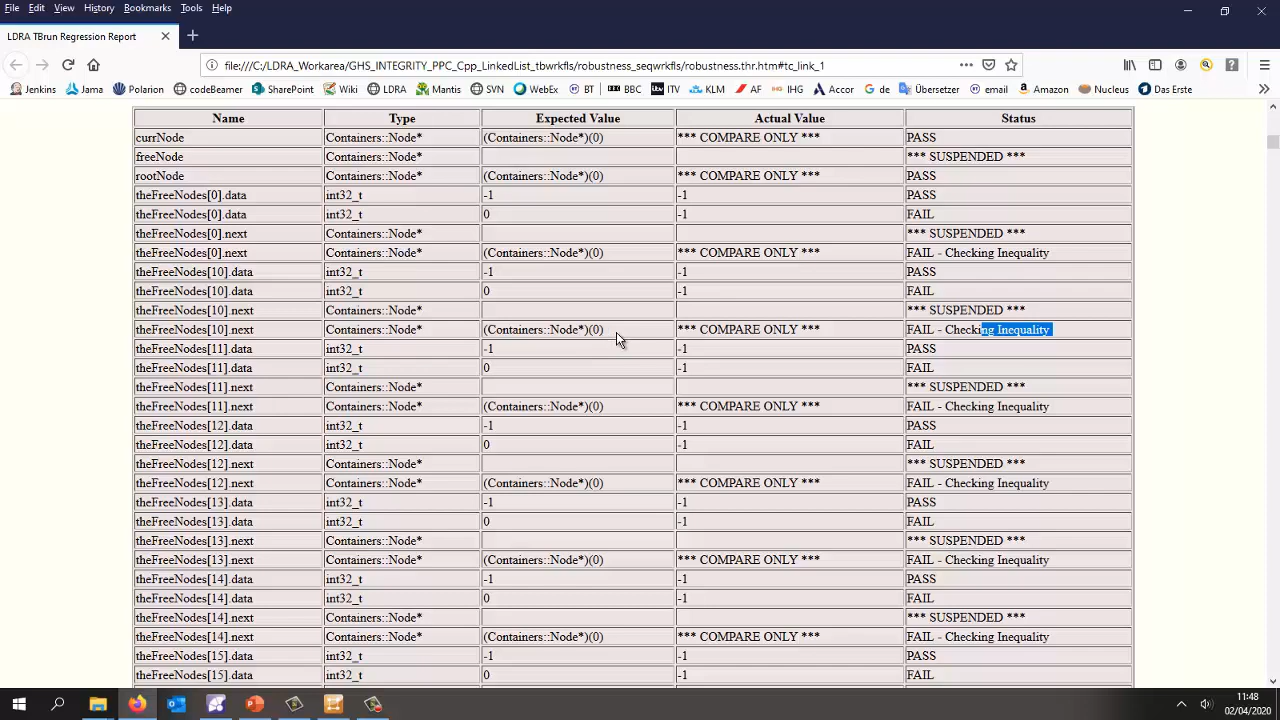 File Edit View History Bookmarks Tools Help
LDRA TBrun Regression Report
file:///C:/LDRA_Workarea/GHS_INTEGRITY_PPC_Cpp_LinkedList_tbwrkfls/robustness_seqwrkfls/robustness.thr.htm#tc_link_1
Jenkins Jama Polarion codeBeamer SharePoint Wiki LDRA Mantis SVN WebEx BT BBC ITV KLM AF IHG Accor de Übersetzer email Amazon Nucleus Das Erste
Name Type Expected Value Actual Value Status
currNode Containers::Node* (Containers::Node*)(0) *** COMPARE ONLY *** PASS
freeNode Containers::Node* *** SUSPENDED ***
rootNode Containers::Node* (Containers::Node*)(0) *** COMPARE ONLY *** PASS
theFreeNodes[0].data int32_t -1 -1 PASS
theFreeNodes[0].data int32_t 0 -1 FAIL
theFreeNodes[0].next Containers::Node* *** SUSPENDED ***
theFreeNodes[0].next Containers::Node* (Containers::Node*)(0) *** COMPARE ONLY *** FAIL - Checking Inequality
theFreeNodes[10].data int32_t -1 -1 PASS
theFreeNodes[10].data int32_t 0 -1 FAIL
theFreeNodes[10].next Containers::Node* *** SUSPENDED ***
theFreeNodes[10].next Containers::Node* (Containers::Node*)(0) *** COMPARE ONLY *** FAIL - Checking Inequality
theFreeNodes[11].data int32_t -1 -1 PASS
theFreeNodes[11].data int32_t 0 -1 FAIL
theFreeNodes[11].next Containers::Node* *** SUSPENDED ***
theFreeNodes[11].next Containers::Node* (Containers::Node*)(0) *** COMPARE ONLY *** FAIL - Checking Inequality
theFreeNodes[12].data int32_t -1 -1 PASS
theFreeNodes[12].data int32_t 0 -1 FAIL
theFreeNodes[12].next Containers::Node* *** SUSPENDED ***
theFreeNodes[12].next Containers::Node* (Containers::Node*)(0) *** COMPARE ONLY *** FAIL - Checking Inequality
theFreeNodes[13].data int32_t -1 -1 PASS
theFreeNodes[13].data int32_t 0 -1 FAIL
theFreeNodes[13].next Containers::Node* *** SUSPENDED ***
theFreeNodes[13].next Containers::Node* (Containers::Node*)(0) *** COMPARE ONLY *** FAIL - Checking Inequality
theFreeNodes[14].data int32_t -1 -1 PASS
theFreeNodes[14].data int32_t 0 -1 FAIL
theFreeNodes[14].next Containers::Node* *** SUSPENDED ***
theFreeNodes[14].next Containers::Node* (Containers::Node*)(0) *** COMPARE ONLY *** FAIL - Checking Inequality
theFreeNodes[15].data int32_t -1 -1 PASS
theFreeNodes[15].data int32_t 0 -1 FAIL
11:48
02/04/2020